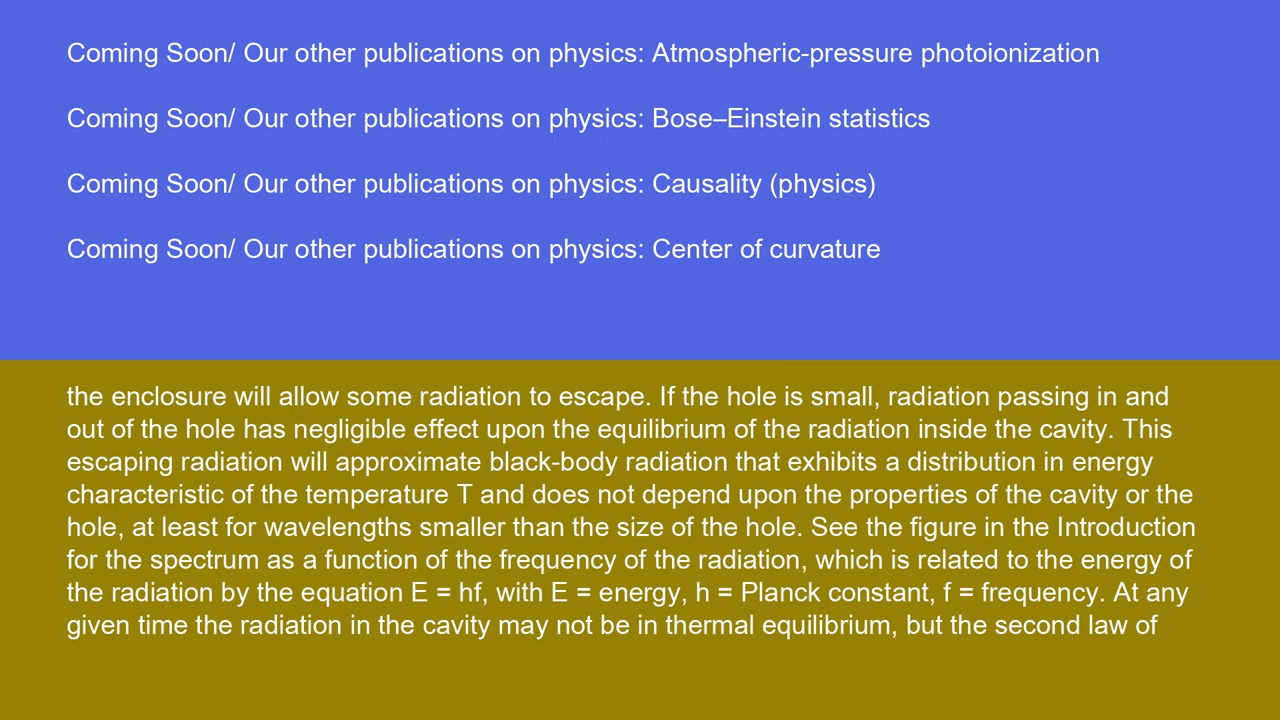 Coming Soon/ Our other publications on physics: Atmospheric-pressure photoionization
Coming Soon/ Our other publications on physics: Bose–Einstein statistics
Coming Soon/ Our other publications on physics: Causality (physics)
Coming Soon/ Our other publications on physics: Center of curvature
the enclosure will allow some radiation to escape. If the hole is small, radiation passing in and
out of the hole has negligible effect upon the equilibrium of the radiation inside the cavity. This
escaping radiation will approximate black-body radiation that exhibits a distribution in energy
characteristic of the temperature T and does not depend upon the properties of the cavity or the
hole, at least for wavelengths smaller than the size of the hole. See the figure in the Introduction
for the spectrum as a function of the frequency of the radiation, which is related to the energy of
the radiation by the equation E = hf, with E = energy, h = Planck constant, f = frequency. At any
given time the radiation in the cavity may not be in thermal equilibrium, but the second law of